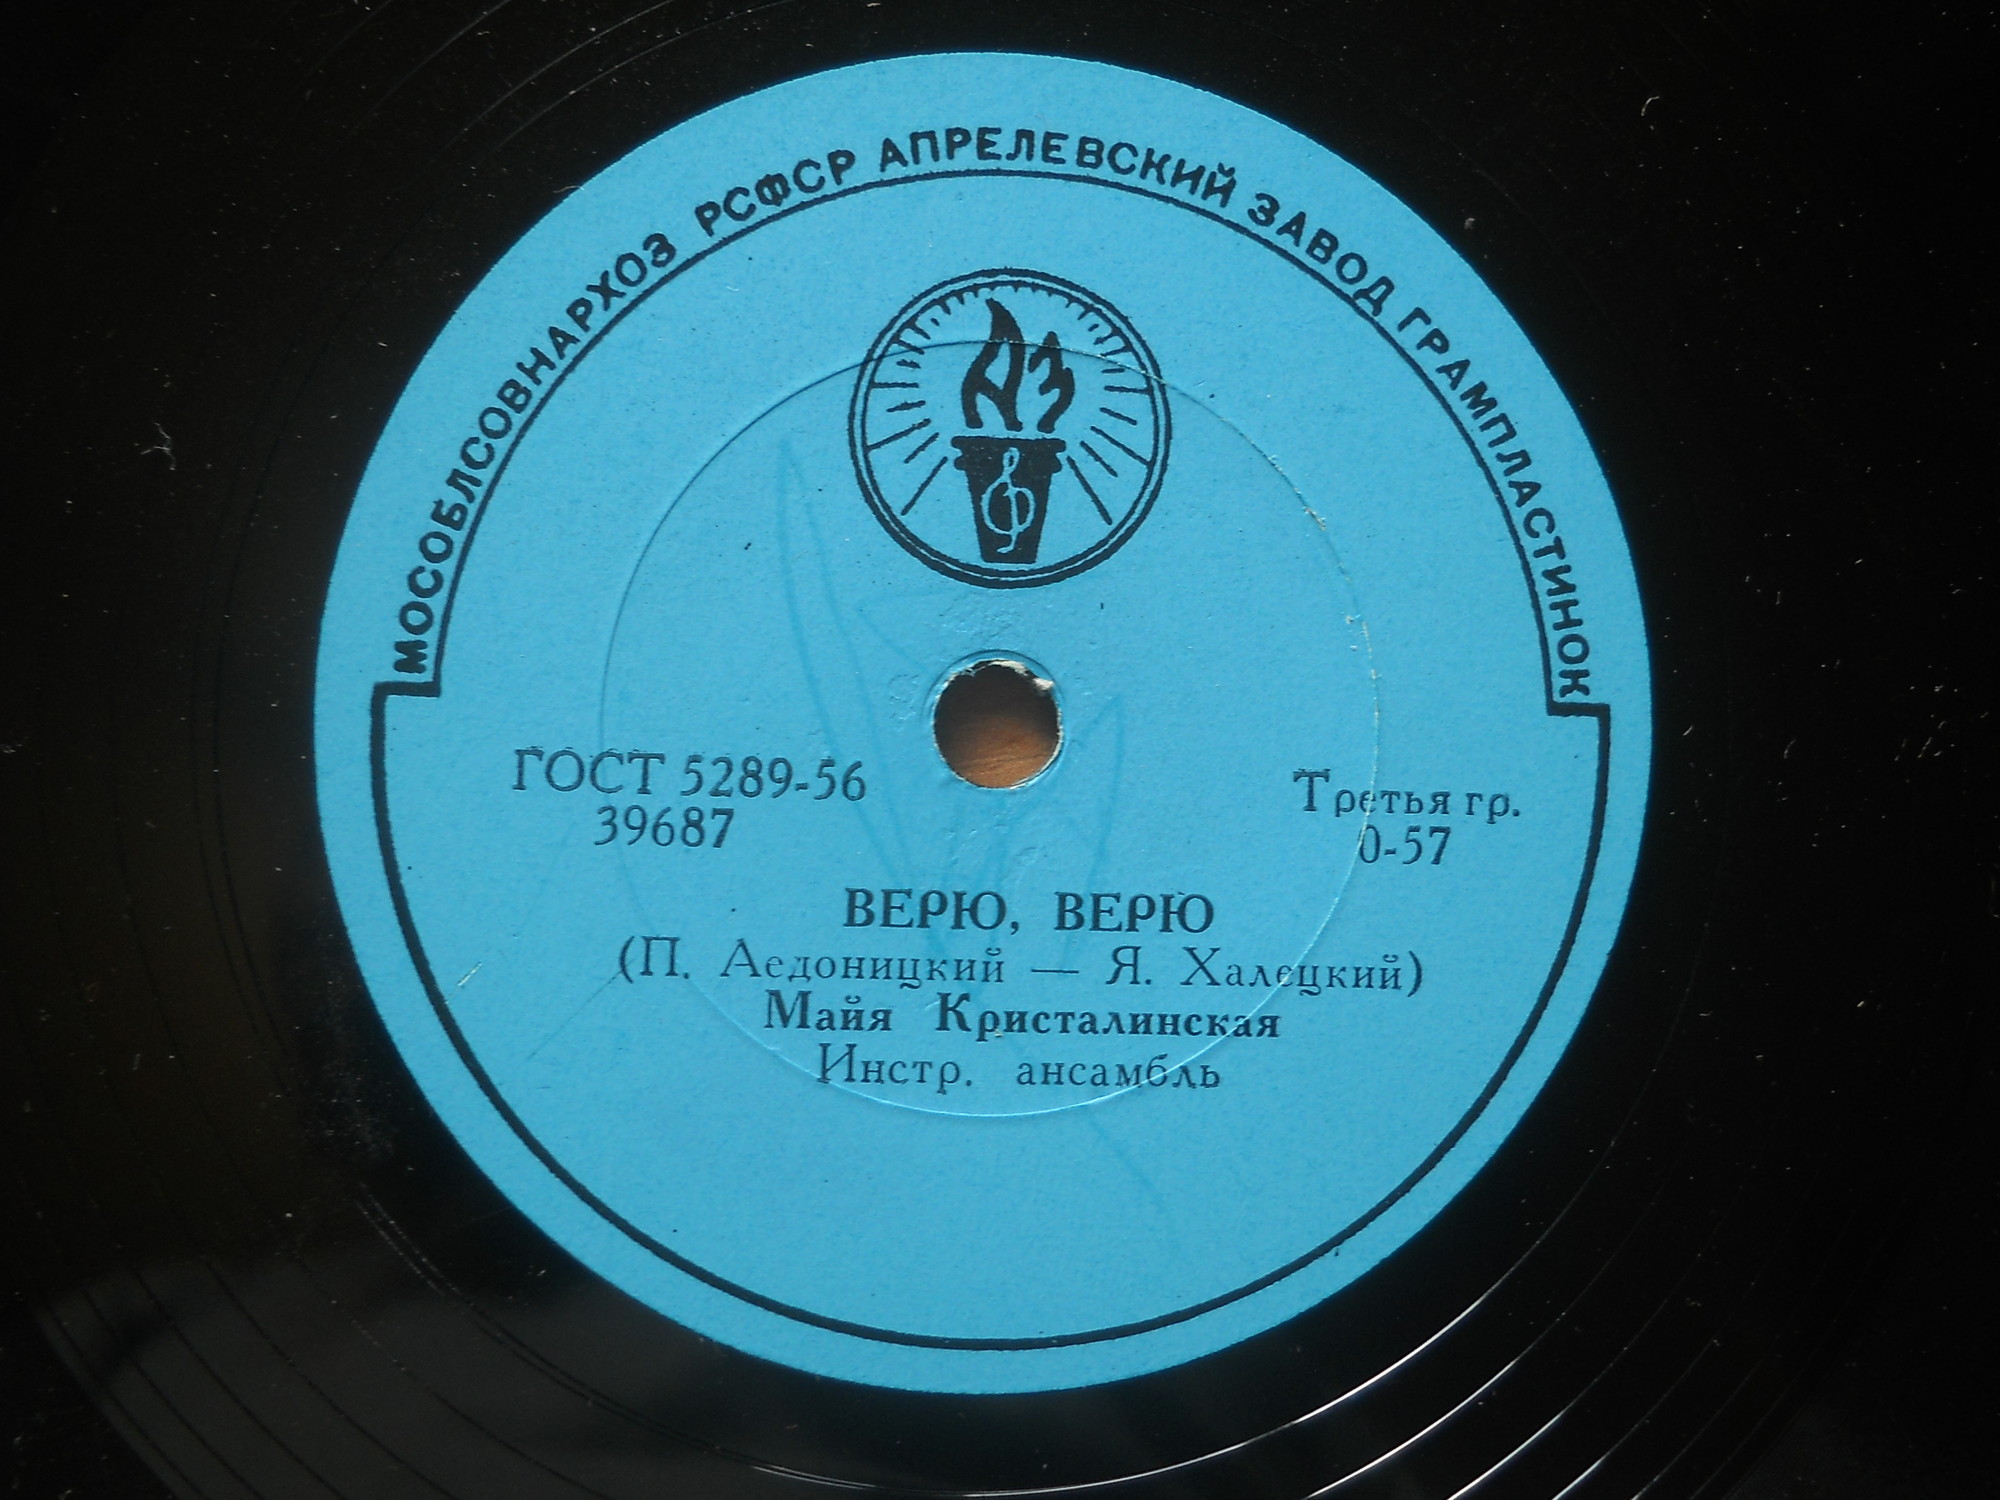 МОСОБЛСОВНАРХОЗ РСФСР АПРЕЛЕВСКИЙ ЗАВОД ГРАМПЛАСТИНОК
АЗ
ГОСТ 5289-56
39687
Третья гр.
0-57
ВЕРЮ, ВЕРЮ
(П. Аедоницкий — Я. Халецкий)
Майя Кристалинская
Инстр. ансамбль